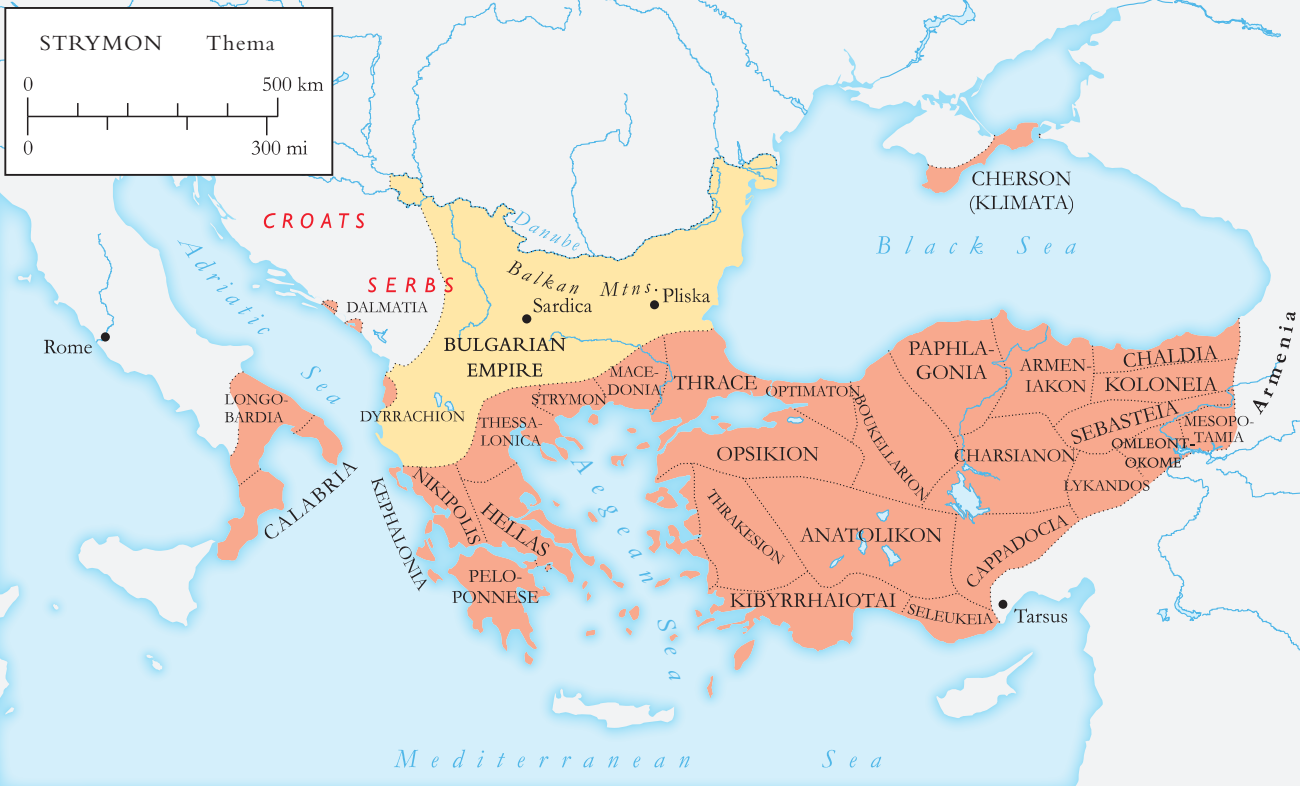 STRYMON Thema
0 500 km
0 300 mi
CROATS
SERBS
DALMATIA
Adriatic Sea
Rome
Danube
Balkan Mtns.
Sardica
Pliska
BULGARIAN
EMPIRE
CHERSON
(KLIMATA)
Black Sea
Armenia
LONGO-
BARDIA
CALABRIA
DYRRACHION
THESSA-
LONICA
STRYMON
MACE-
DONIA
THRACE
OPTIMATON
BOUKELLARION
PAPHLA-
GONIA
ARMEN-
IAKON
CHALDIA
KOLONEIA
SEBASTEIA
MESOPO-
TAMIA
OMLEONT-
OKOME
LYKANDOS
CHARSIANON
OPSIKION
NIKIPOLIS
HELLAS
KEPHALONIA
PELO-
PONNESE
Aegean Sea
THRAKESION
ANATOLIKON
CAPPADOCIA
KIBYRRHAIOTAI
SELEUKEIA
Tarsus
Mediterranean Sea